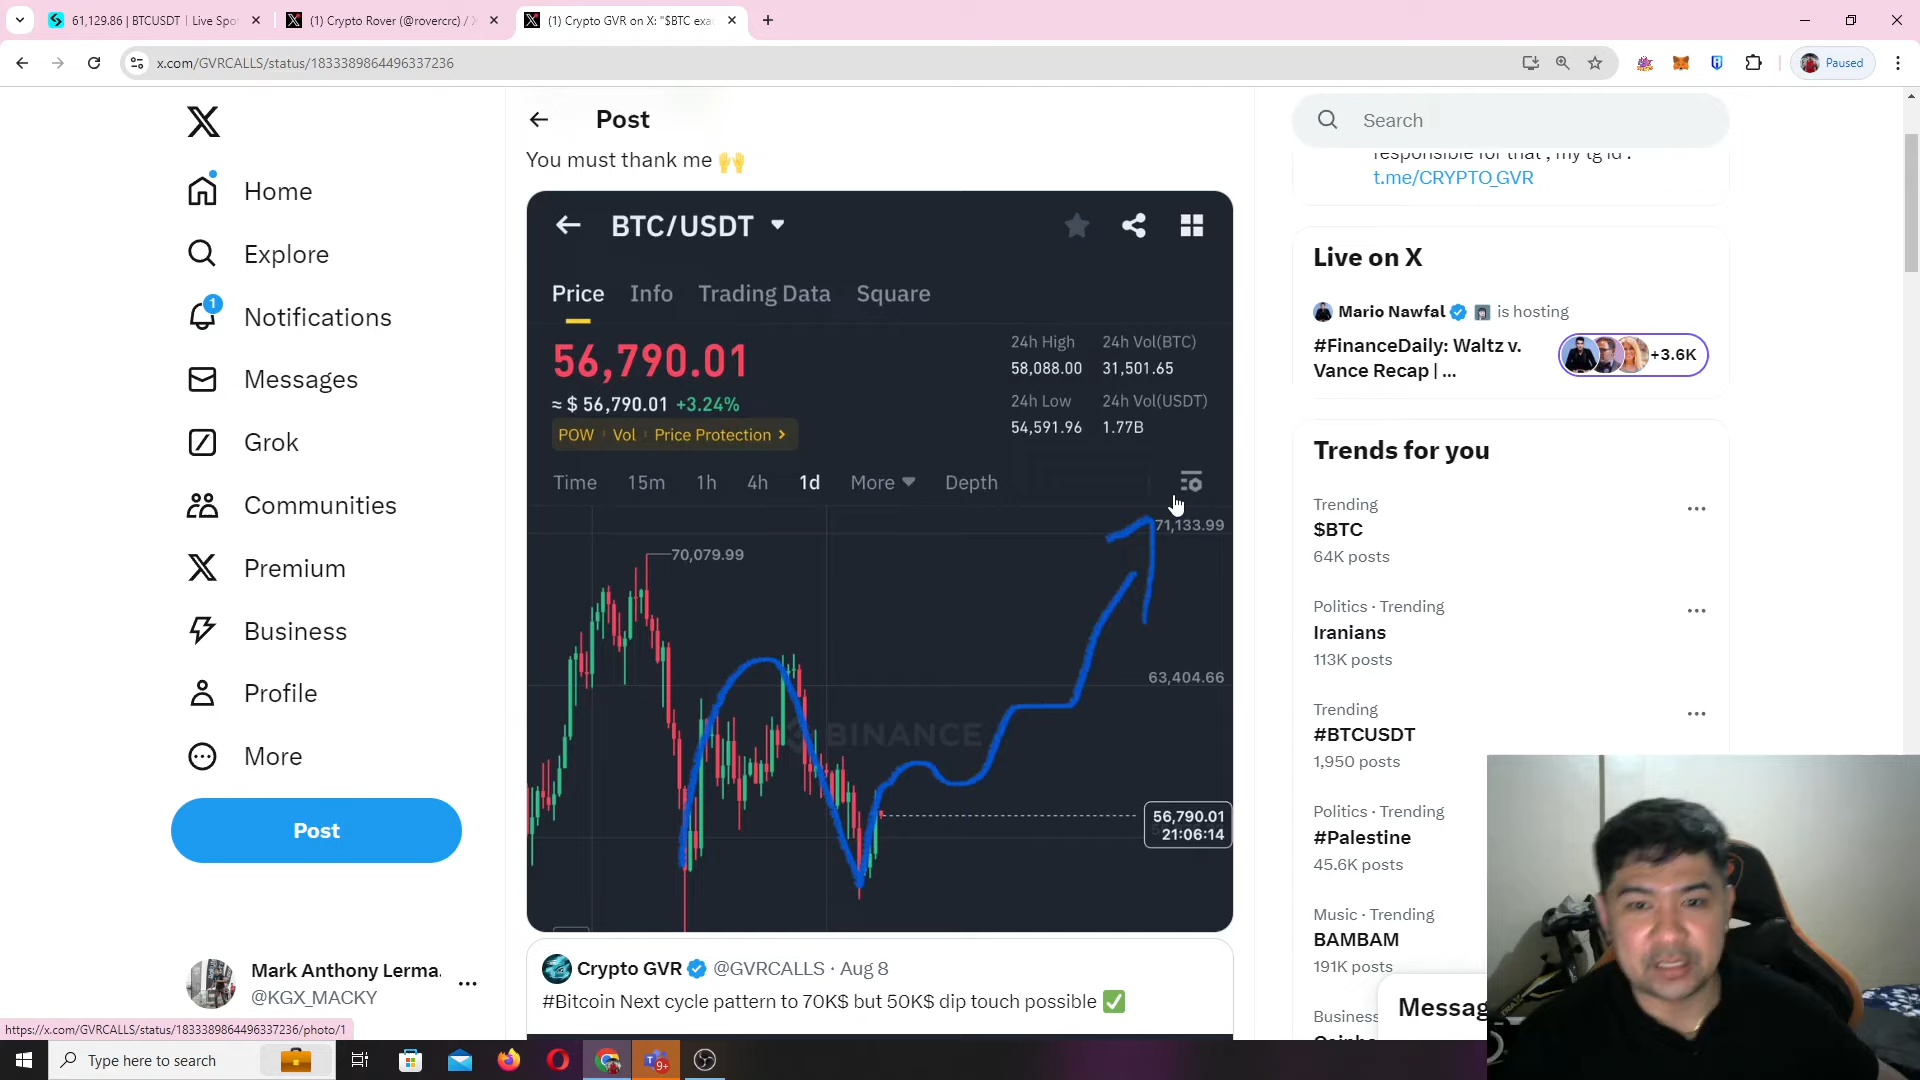 61,129.86 | BTCUSDT | Live Spo
(1) Crypto Rover (@rovercrc) / X
(1) Crypto GVR on X: "$BTC exa
x.com/GVRCALLS/status/1833389864496337236
Paused
Post
You must thank me 🙌
Search
t.me/CRYPTO_GVR
Home
Explore
1
Notifications
Messages
Grok
Communities
Premium
Business
Profile
More
Post
Mark Anthony Lerma.
@KGX_MACKY
BTC/USDT
Price Info Trading Data Square
56,790.01
≈ $ 56,790.01 +3.24%
POW Vol Price Protection >
24h High 24h Vol(BTC)
58,088.00 31,501.65
24h Low 24h Vol(USDT)
54,591.96 1.77B
Time 15m 1h 4h 1d More Depth
71,133.99
70,079.99
63,404.66
BINANCE
56,790.01
21:06:14
Crypto GVR @GVRCALLS · Aug 8
#Bitcoin Next cycle pattern to 70K$ but 50K$ dip touch possible ✅
responsible for that , my tg id :
Live on X
Mario Nawfal is hosting
#FinanceDaily: Waltz v.
Vance Recap | ...
+3.6K
Trends for you
Trending
$BTC
64K posts
Politics · Trending
Iranians
113K posts
Trending
#BTCUSDT
1,950 posts
Politics · Trending
#Palestine
45.6K posts
Music · Trending
BAMBAM
191K posts
Business
Messag
https://x.com/GVRCALLS/status/1833389864496337236/photo/1
Type here to search
9+